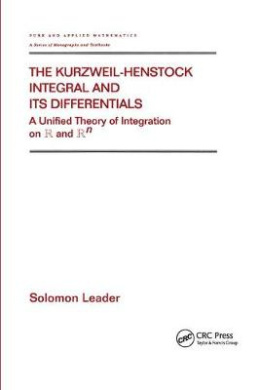 PURE AND APPLIED MATHEMATICS
A Series of Monographs and Textbooks
THE KURZWEIL-HENSTOCK
INTEGRAL AND
ITS DIFFERENTIALS
A Unified Theory of Integration
on ℝ and ℝⁿ
Solomon Leader
CRC
CRC Press
Taylor & Francis Group